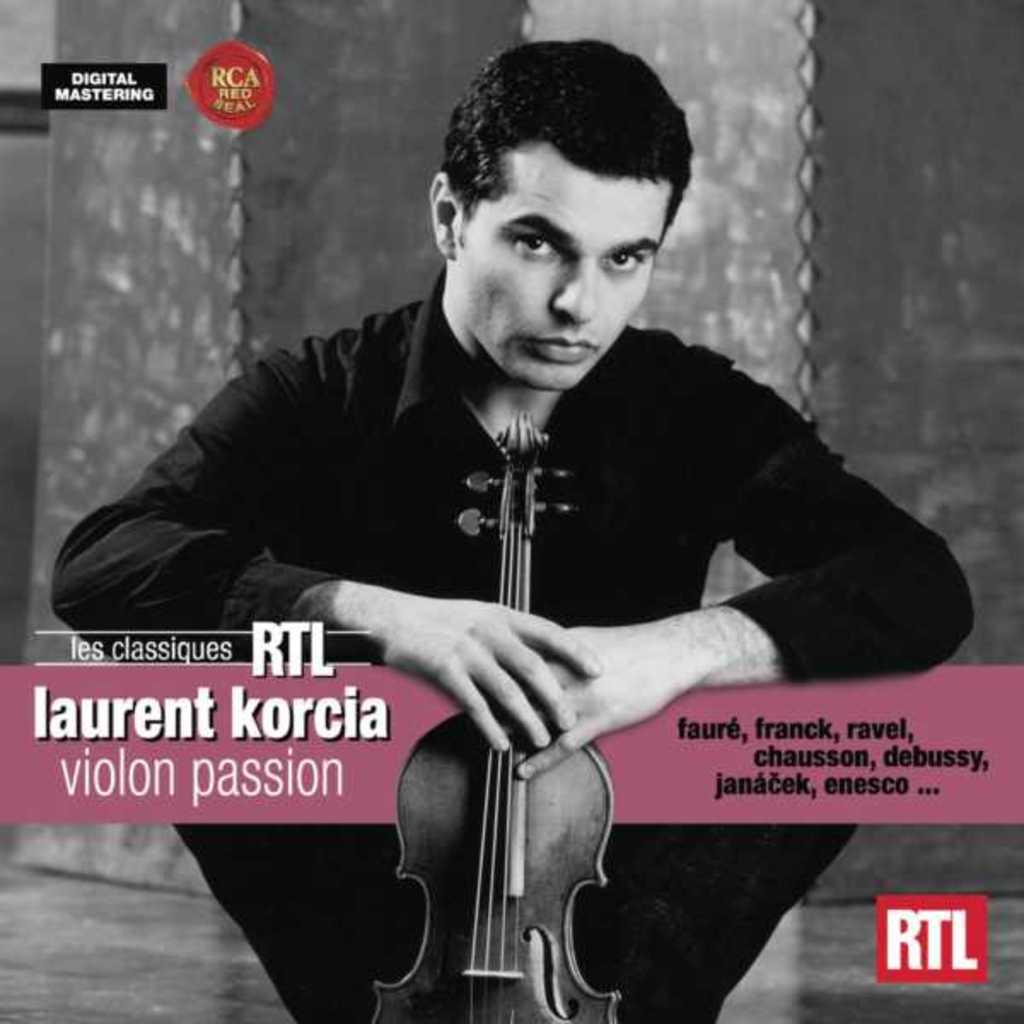 DIGITAL
MASTERING
RCA
RED
SEAL
les classiques RTL
laurent korcia
violon passion
fauré, franck, ravel,
chausson, debussy,
janáček, enesco ...
RTL